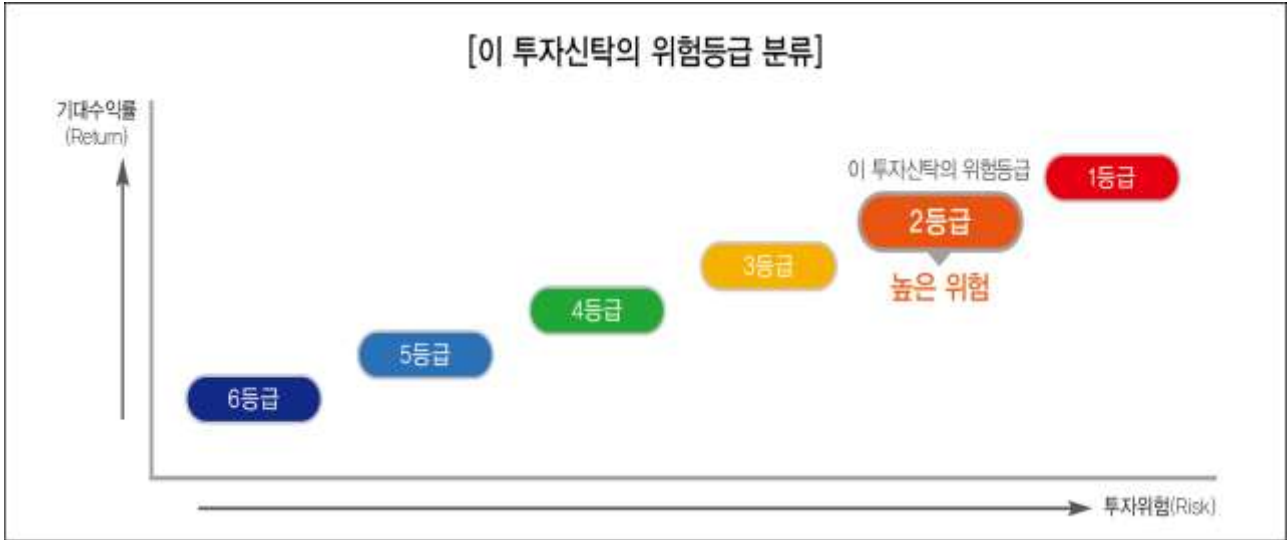 [이 투자신탁의 위험등급 분류]
기대수익률
(Return)
이 투자신탁의 위험등급
1등급
2등급
높은 위험
3등급
4등급
5등급
6등급
투자위험(Risk)